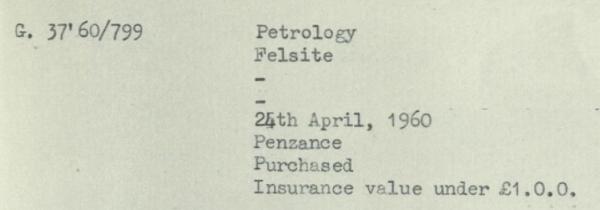 G. 37'60/799 Petrology
Felsite
-
-
24th April, 1960
Penzance
Purchased
Insurance value under £1.0.0.